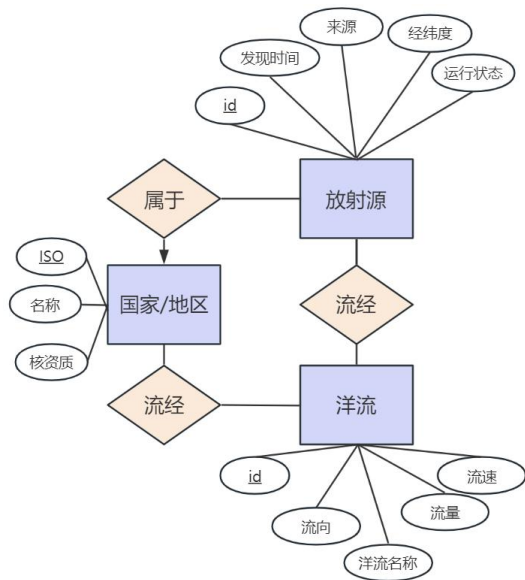 来源
经纬度
发现时间
运行状态
id
属于
放射源
ISO
国家/地区
名称
流经
核资质
流经
洋流
id
流速
流向
流量
洋流名称